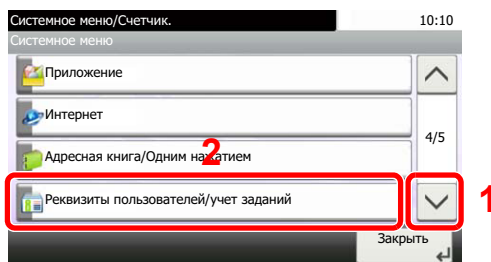 Системное меню/Счетчик. 10:10
Системное меню
Приложение
Интернет
4/5
2
Адресная книга/Одним нажатием
Реквизиты пользователей/учет заданий
1
Закрыть